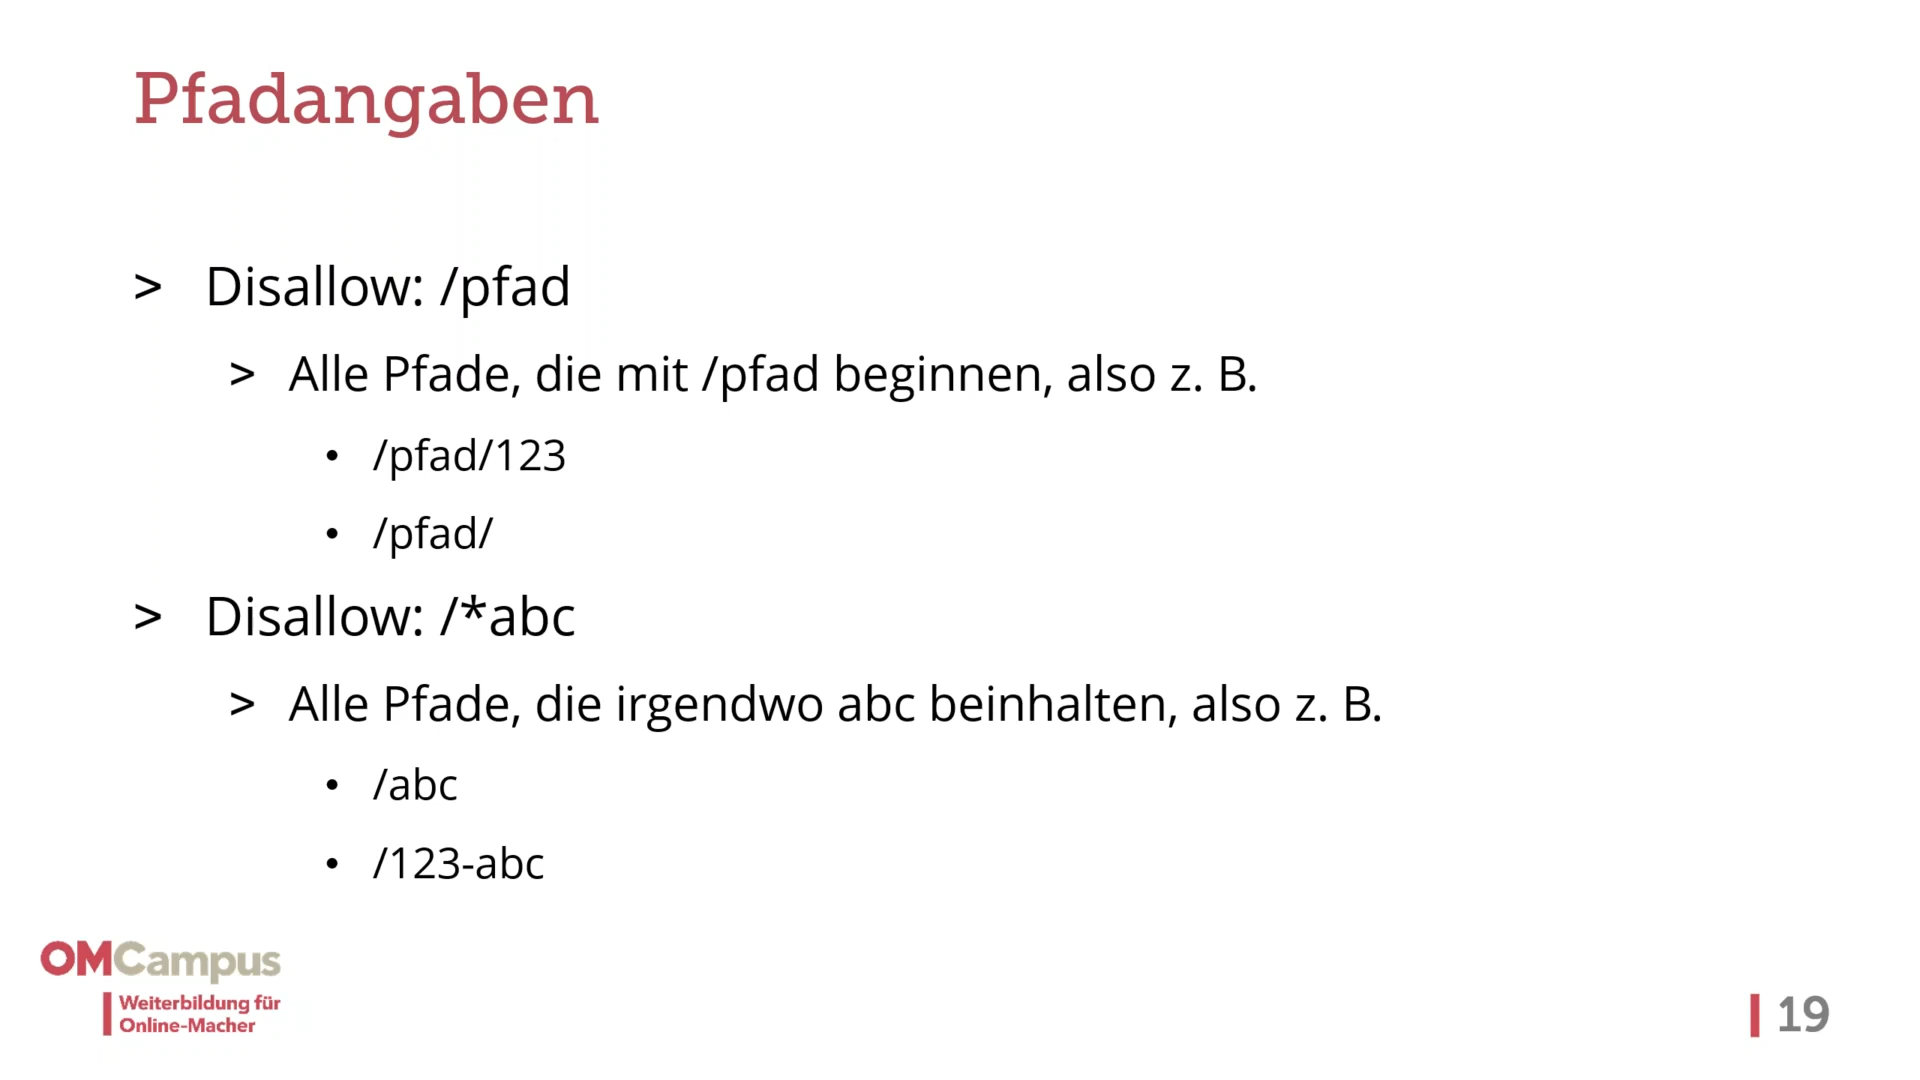 Pfadangaben
> Disallow: /pfad
> Alle Pfade, die mit /pfad beginnen, also z. B.
• /pfad/123
• /pfad/
> Disallow: /*abc
> Alle Pfade, die irgendwo abc beinhalten, also z. B.
• /abc
• /123-abc
OMCampus
Weiterbildung für
Online-Macher
19